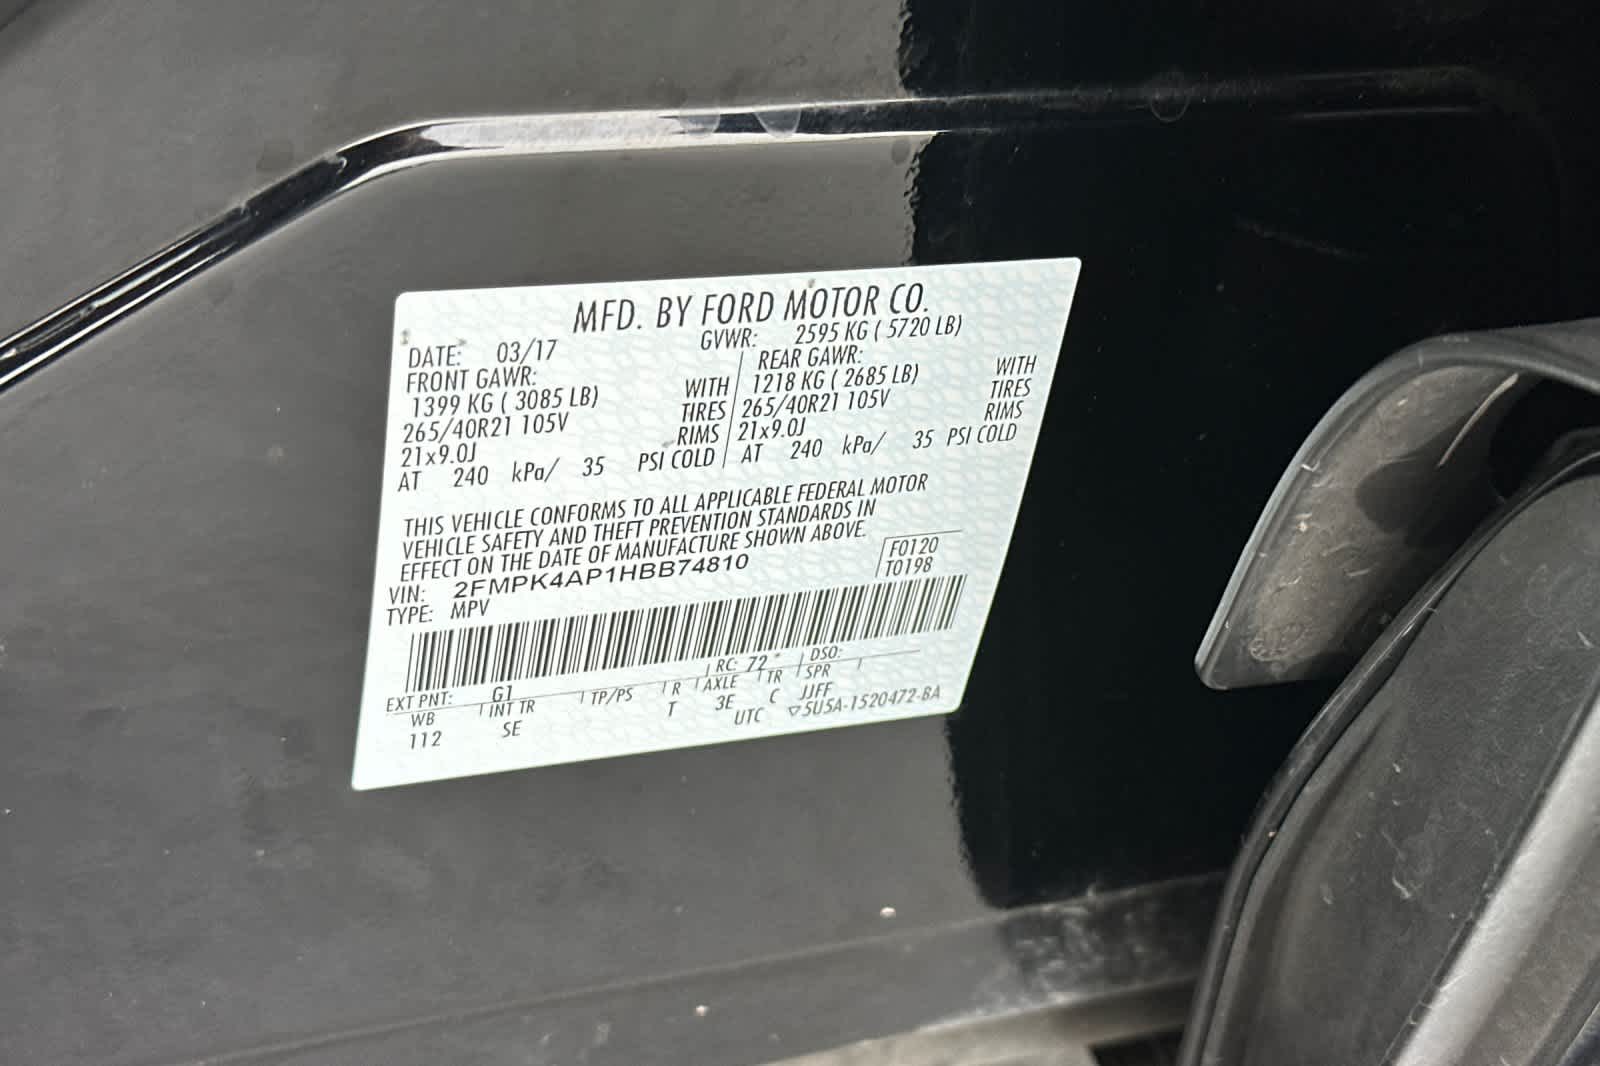 MFD. BY FORD MOTOR CO.
DATE: 03/17 GVWR: 2595 KG ( 5720 LB)
FRONT GAWR: REAR GAWR:
1399 KG ( 3085 LB) WITH 1218 KG ( 2685 LB) WITH
265/40R21 105V TIRES 265/40R21 105V TIRES
21x9.0J RIMS 21x9.0J RIMS
AT 240 kPa/ 35 PSI COLD AT 240 kPa/ 35 PSI COLD
THIS VEHICLE CONFORMS TO ALL APPLICABLE FEDERAL MOTOR
VEHICLE SAFETY AND THEFT PREVENTION STANDARDS IN
EFFECT ON THE DATE OF MANUFACTURE SHOWN ABOVE.
F0120
VIN: 2FMPK4AP1HBB74810 T0198
TYPE: MPV
EXT PNT: G1 RC: 72 DSO:
WB INT TR TP/PS R AXLE TR SPR
112 SE T 3E C JJFF
UTC ▽5U5A-1520472-BA